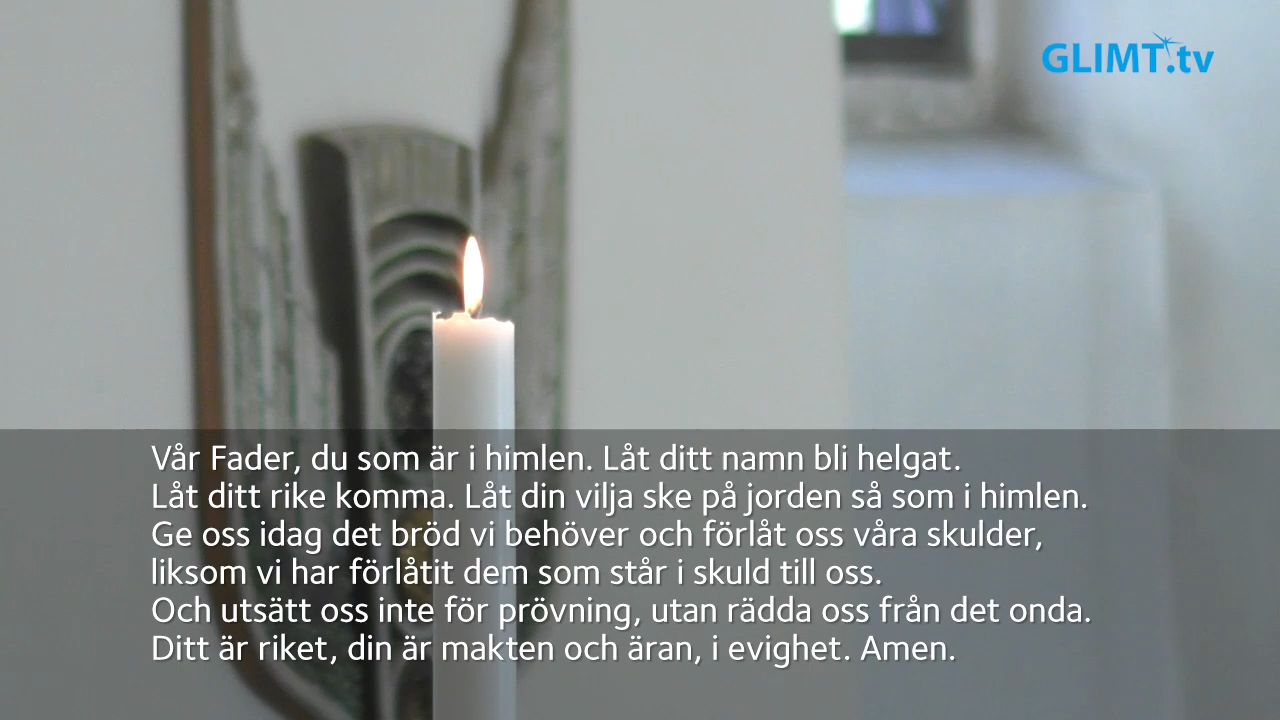 GLIMT.tv
Vår Fader, du som är i himlen. Låt ditt namn bli helgat.
Låt ditt rike komma. Låt din vilja ske på jorden så som i himlen.
Ge oss idag det bröd vi behöver och förlåt oss våra skulder,
liksom vi har förlåtit dem som står i skuld till oss.
Och utsätt oss inte för prövning, utan rädda oss från det onda.
Ditt är riket, din är makten och äran, i evighet. Amen.